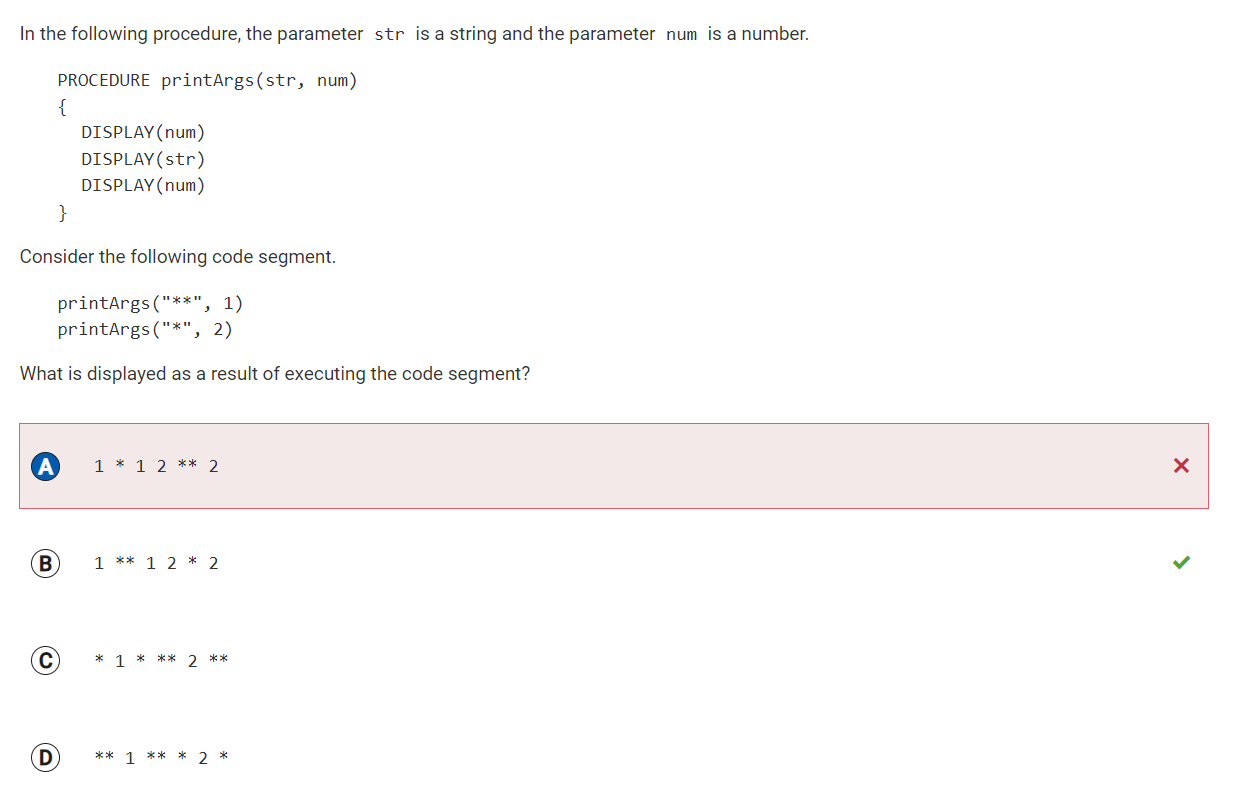 In the following procedure, the parameter str is a string and the parameter num is a number.
PROCEDURE printArgs(str, num)
{
DISPLAY(num)
DISPLAY(str)
DISPLAY(num)
}
Consider the following code segment.
printArgs("**", 1)
printArgs("*", 2)
What is displayed as a result of executing the code segment?
A 1 * 1 2 ** 2
B 1 ** 1 2 * 2
C * 1 * ** 2 **
D ** 1 ** * 2 *